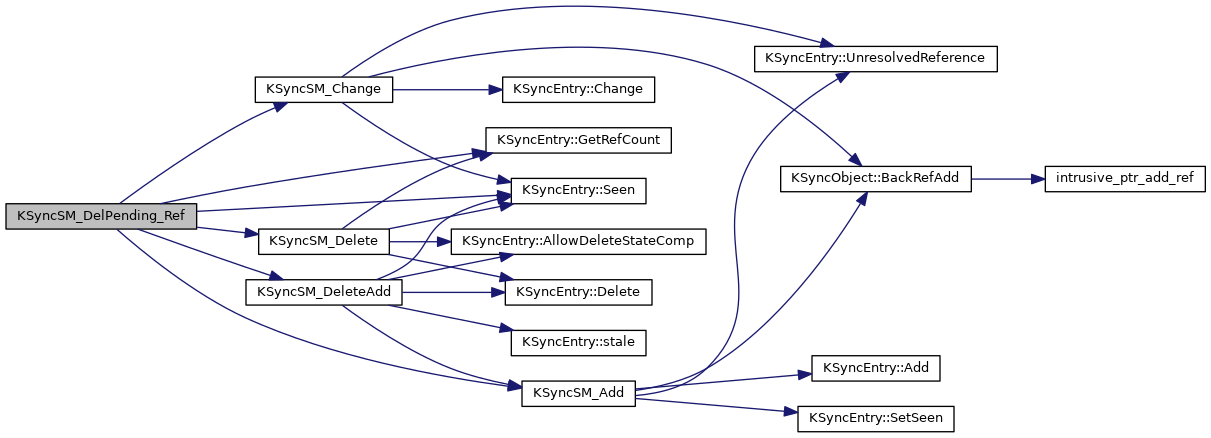 KSyncSM_DelPending_Ref
KSyncSM_Change
KSyncSM_Delete
KSyncSM_DeleteAdd
KSyncEntry::Change
KSyncEntry::GetRefCount
KSyncEntry::Seen
KSyncEntry::AllowDeleteStateComp
KSyncEntry::Delete
KSyncEntry::stale
KSyncSM_Add
KSyncEntry::UnresolvedReference
KSyncObject::BackRefAdd
KSyncEntry::Add
KSyncEntry::SetSeen
intrusive_ptr_add_ref